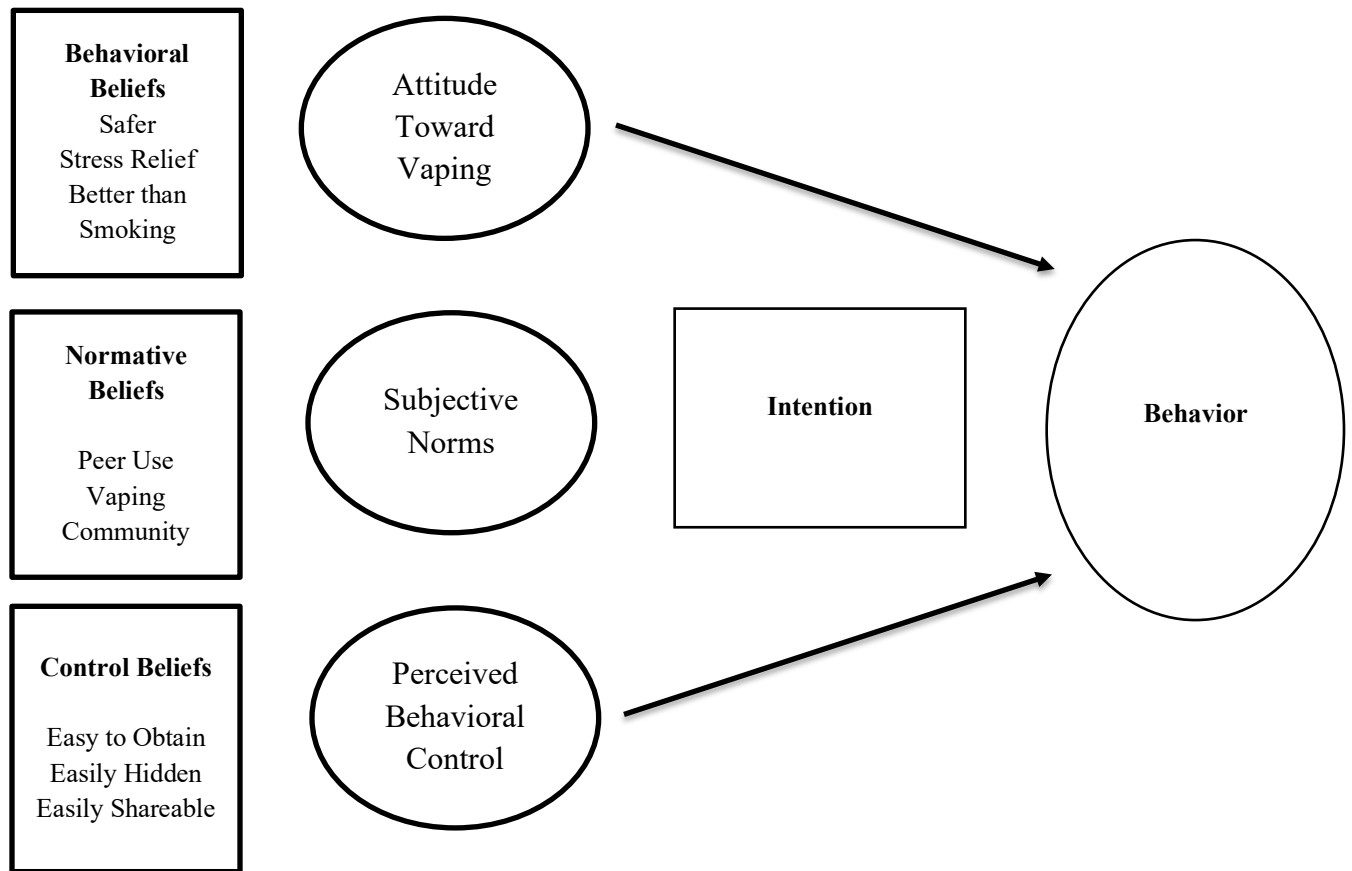 Behavioral
Beliefs
Safer
Stress Relief
Better than
Smoking
Attitude
Toward
Vaping
Normative
Beliefs
Peer Use
Vaping
Community
Subjective
Norms
Intention
Behavior
Control Beliefs
Easy to Obtain
Easily Hidden
Easily Shareable
Perceived
Behavioral
Control